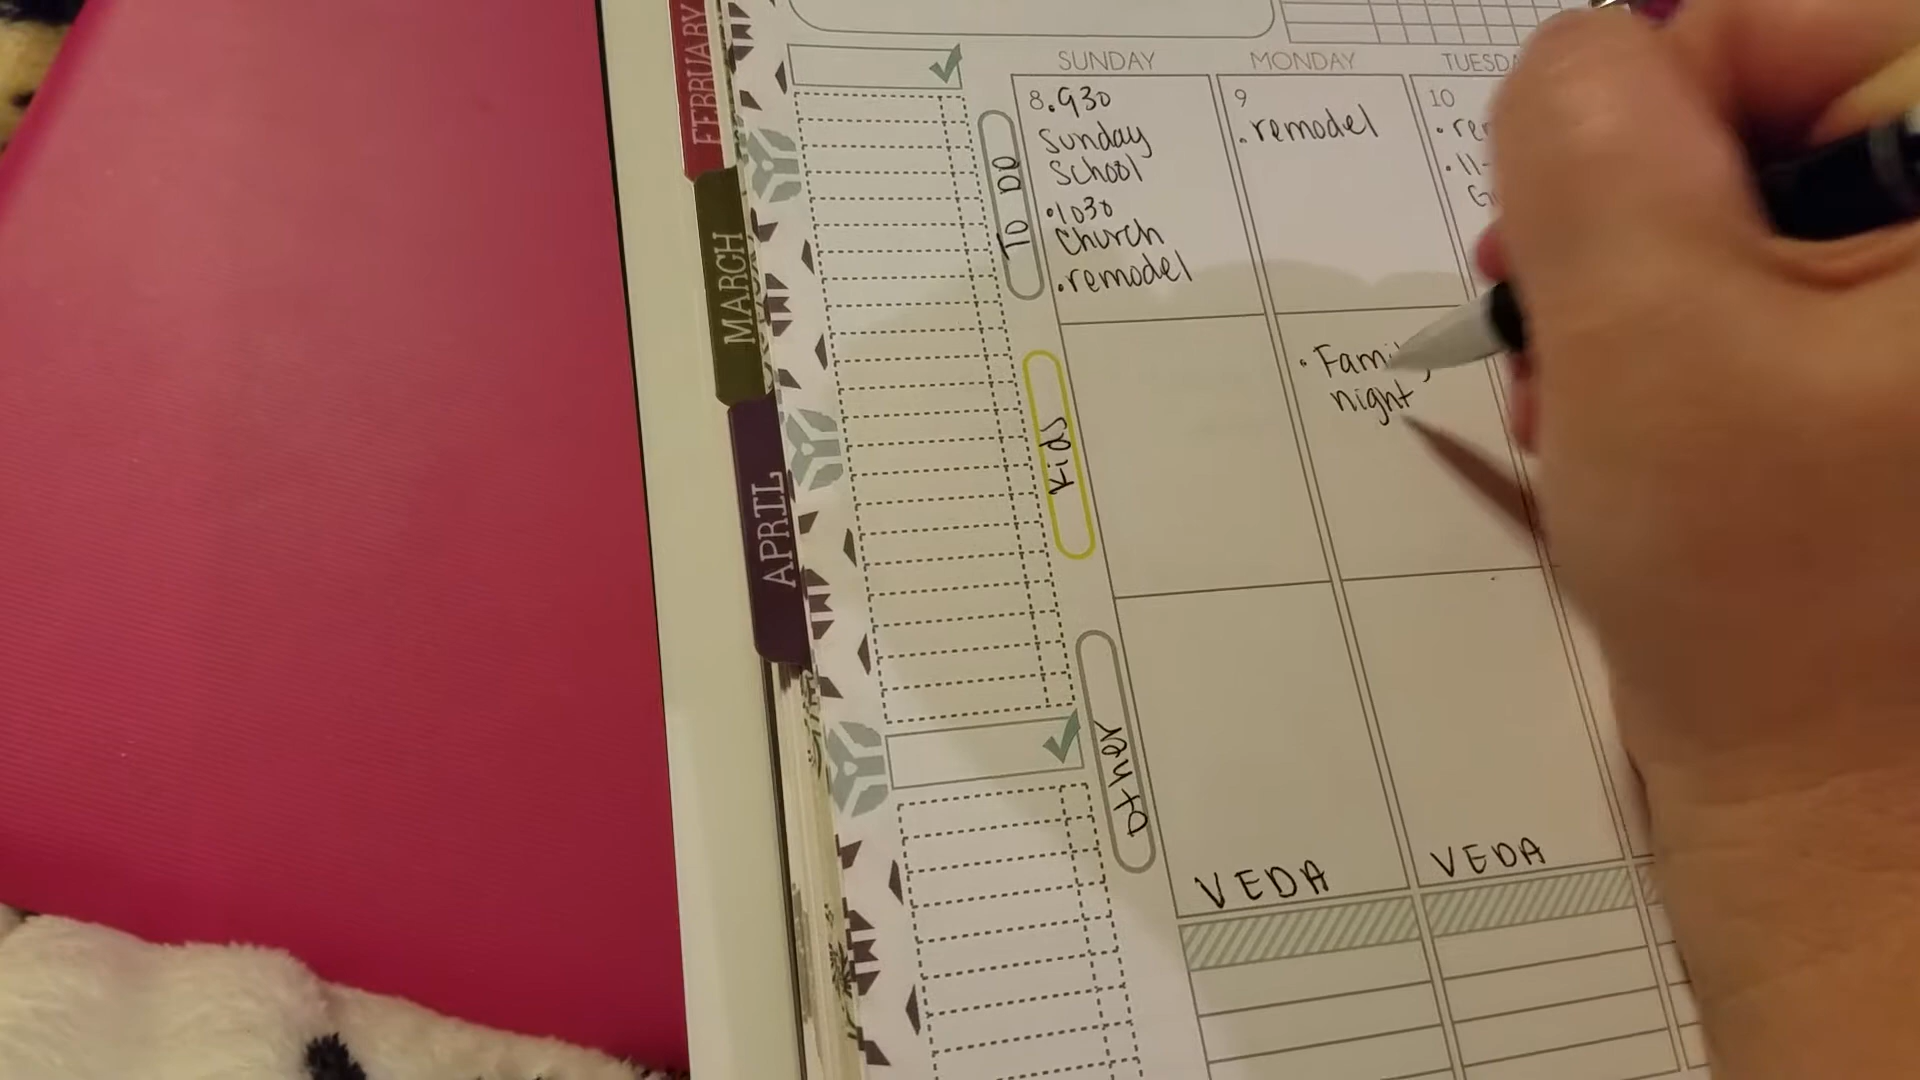 FEBRUARY
MARCH
APRIL
SUNDAY
MONDAY
TO DO
8 .930
Sunday
School
•1030
Church
.remodel
9
.remodel
10
Kids
night
Other
VEDA
VEDA